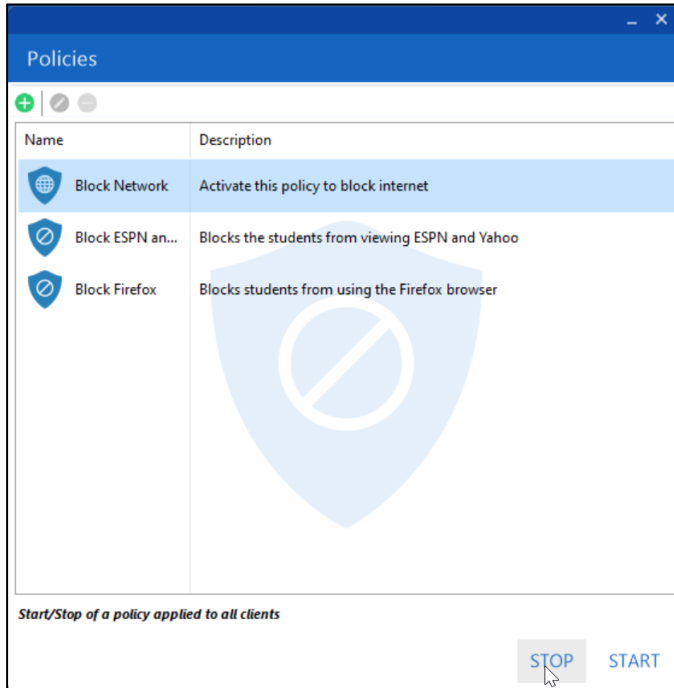 Policies
Name Description
Block Network Activate this policy to block internet
Block ESPN an... Blocks the students from viewing ESPN and Yahoo
Block Firefox Blocks students from using the Firefox browser
Start/Stop of a policy applied to all clients
STOP START